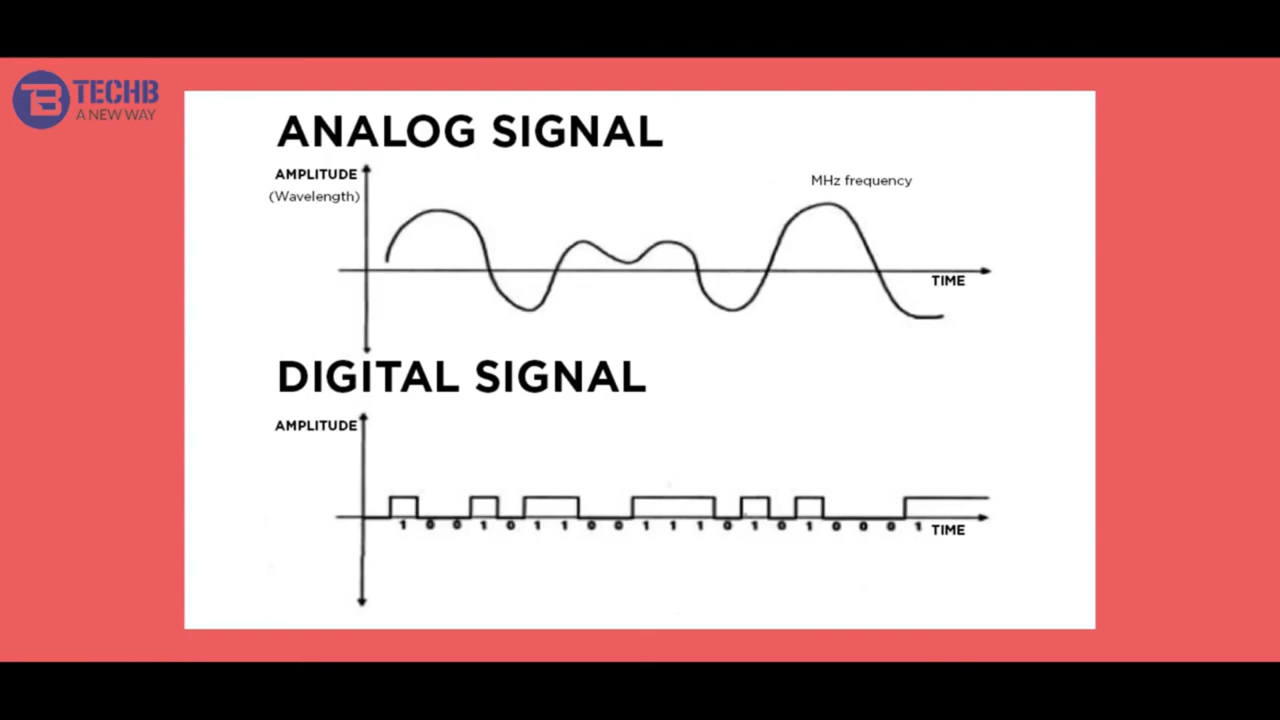 TECHB
A NEW WAY
ANALOG SIGNAL
AMPLITUDE
(Wavelength)
MHz frequency
TIME
DIGITAL SIGNAL
AMPLITUDE
1 0 0 1 0 1 1 0 0 1 1 1 0 1 0 1 0 0 0 1
TIME